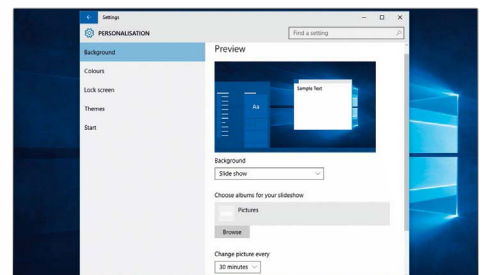 Settings
PERSONALISATION
Find a setting
Background
Colours
Lock screen
Themes
Start
Preview
Sample Text
Aa
Background
Slide show
Choose albums for your slideshow
Pictures
Browse
Change picture every
30 minutes